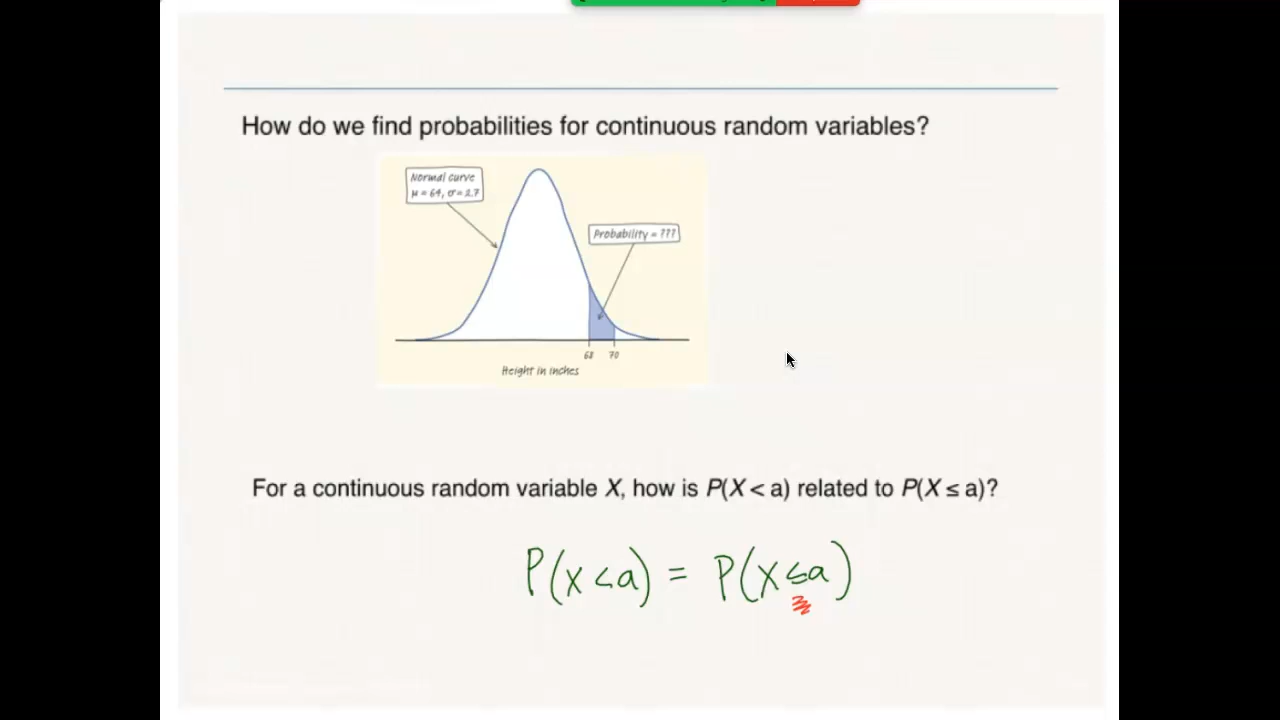 How do we find probabilities for continuous random variables?
Normal curve
μ = 64, σ = 2.7
Probability = ???
68 70
Height in inches
For a continuous random variable X, how is P(X < a) related to P(X ≤ a)?
P(X < a) = P(X ≤ a)